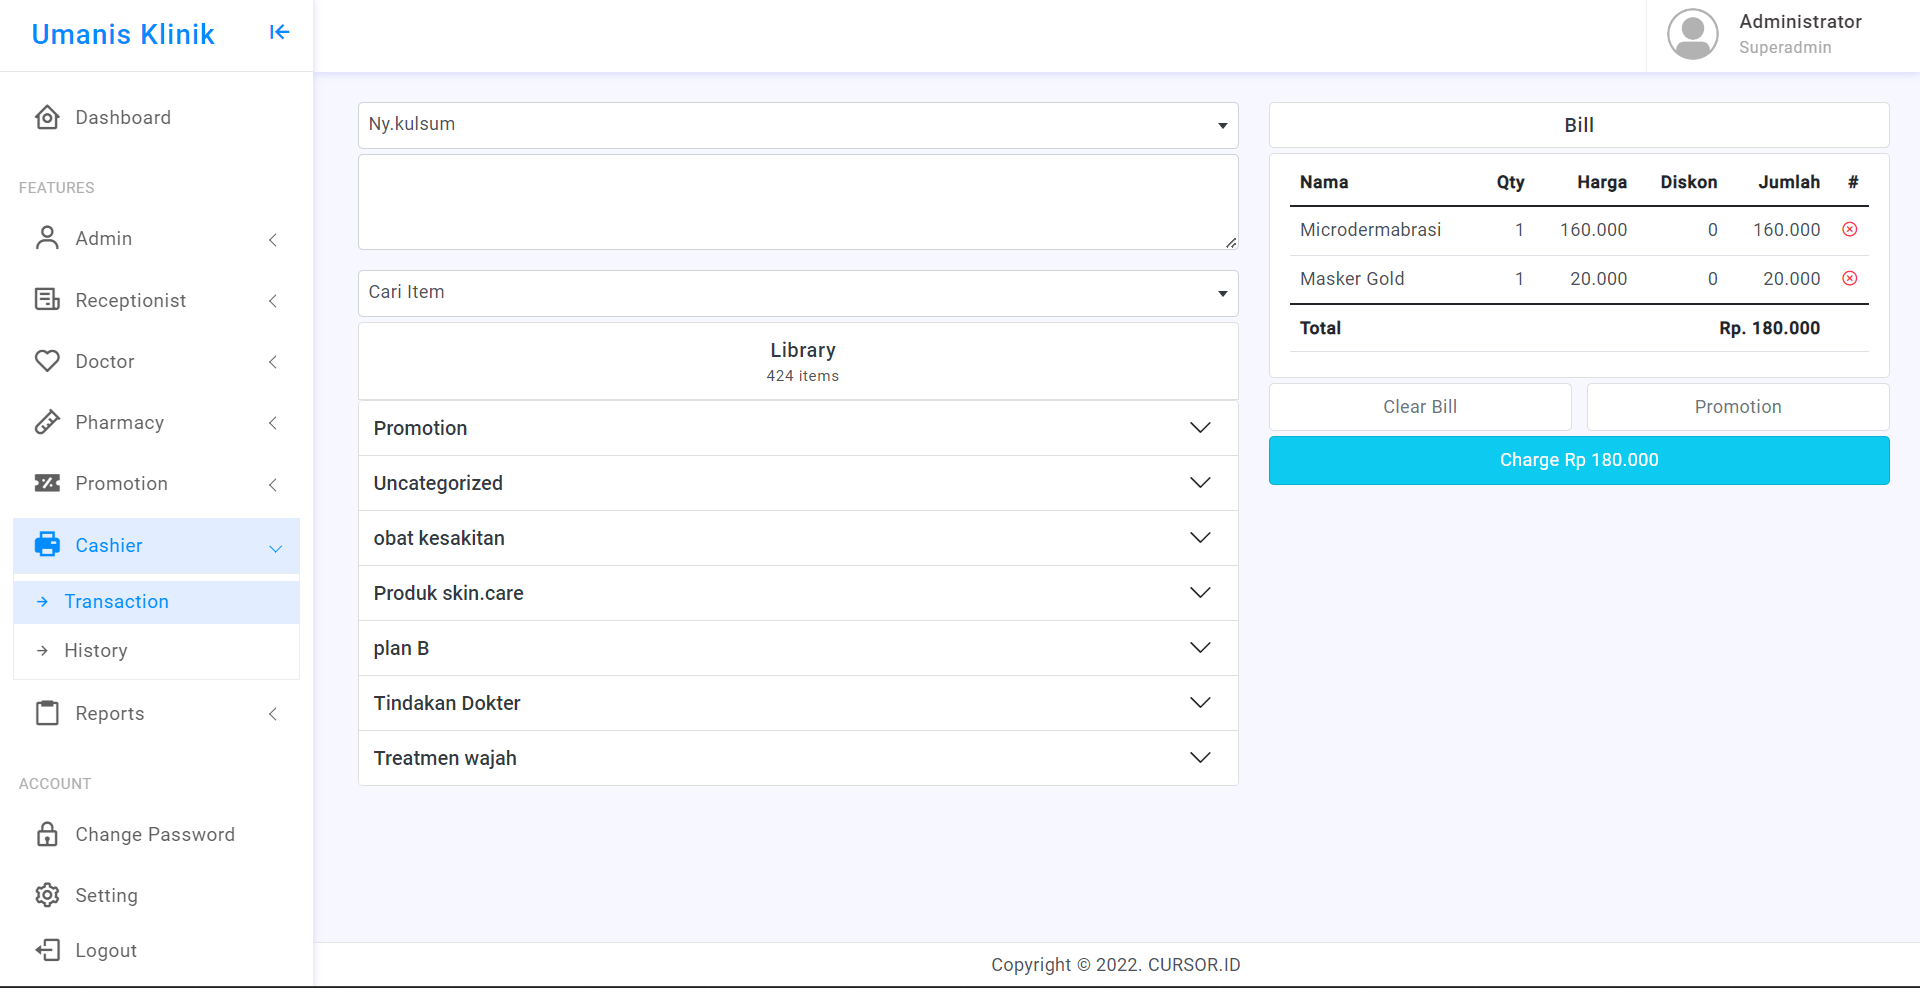 Umanis Klinik
Administrator
Superadmin
Dashboard
FEATURES
Admin
Receptionist
Doctor
Pharmacy
Promotion
Cashier
Transaction
History
Reports
ACCOUNT
Change Password
Setting
Logout
Ny.kulsum
Cari Item
Library
424 items
Promotion
Uncategorized
obat kesakitan
Produk skin.care
plan B
Tindakan Dokter
Treatmen wajah
Bill
Nama Qty Harga Diskon Jumlah #
Microdermabrasi 1 160.000 0 160.000
Masker Gold 1 20.000 0 20.000
Total Rp. 180.000
Clear Bill Promotion
Charge Rp 180.000
Copyright © 2022. CURSOR.ID